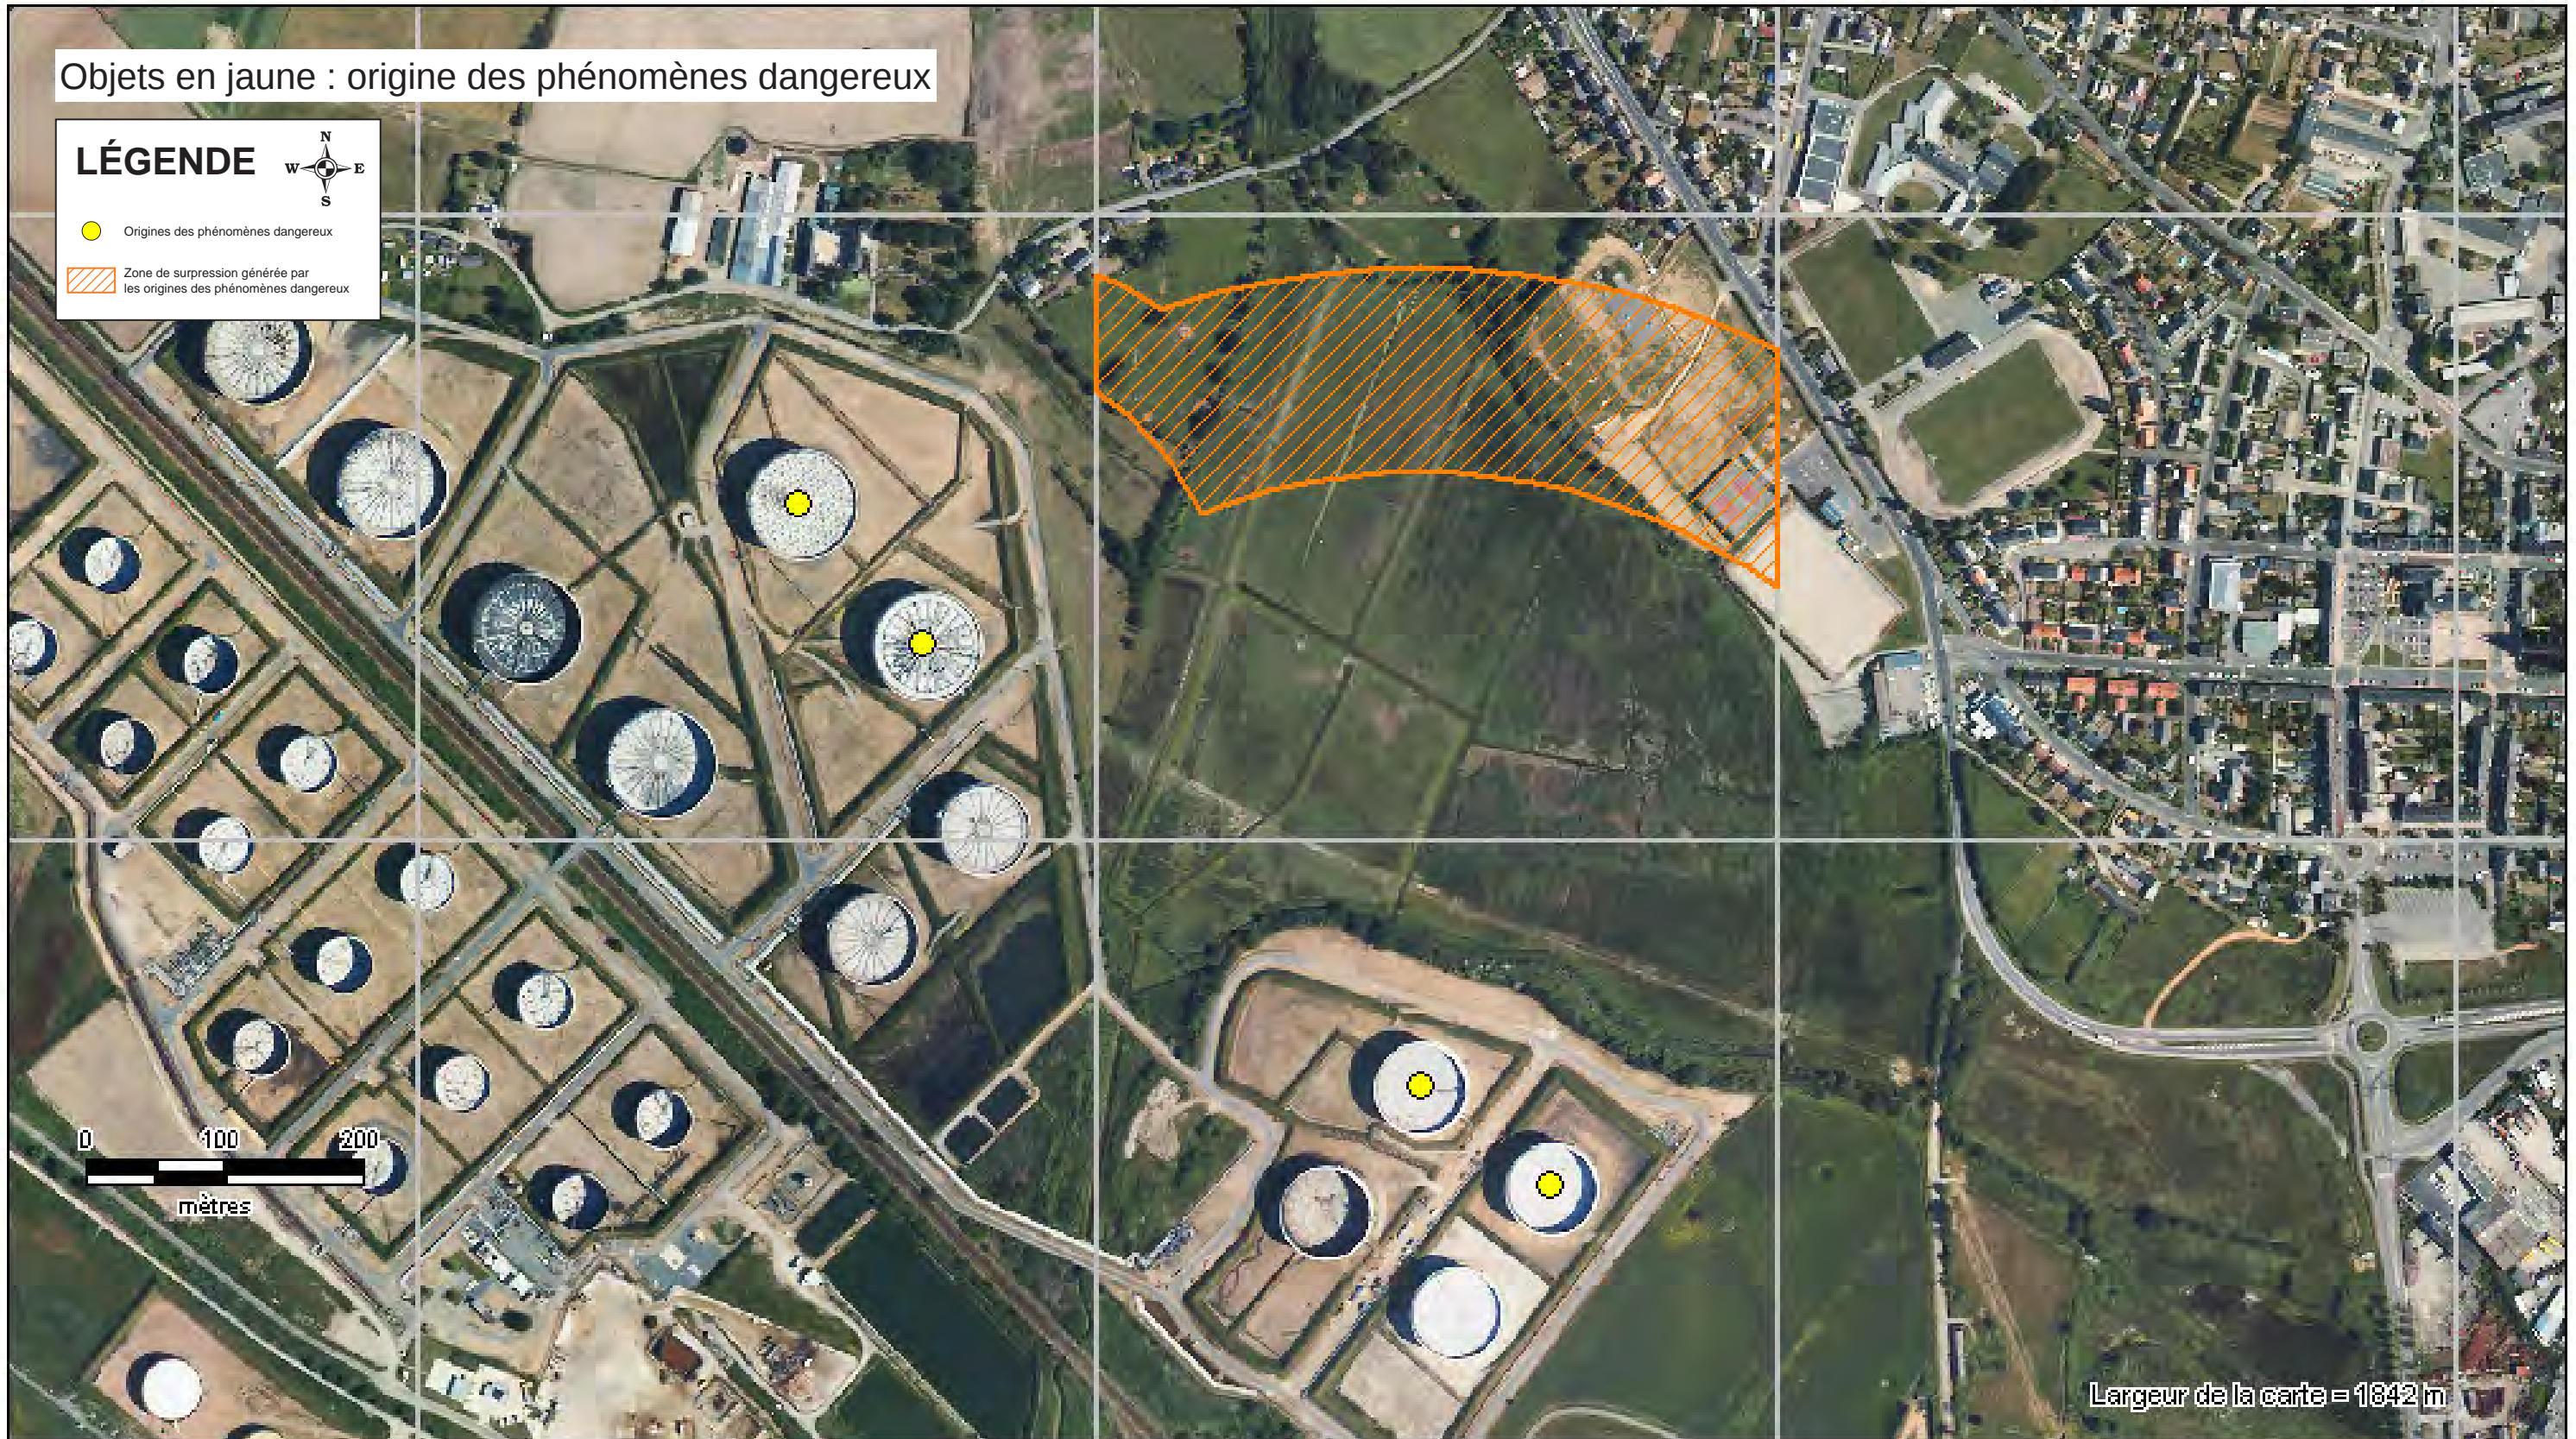 Objets en jaune : origine des phénomènes dangereux
LÉGENDE
N
W E
S
Origines des phénomènes dangereux
Zone de surpression générée par
les origines des phénomènes dangereux
0 100 200
mètres
Largeur de la carte = 1842 m